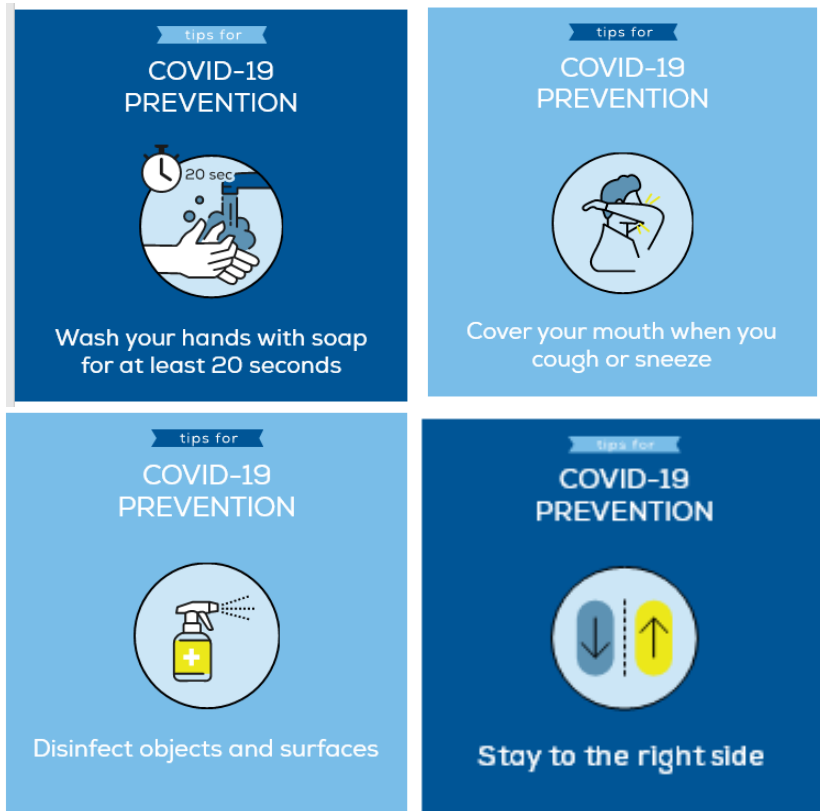 tips for
COVID-19
PREVENTION
20 sec
Wash your hands with soap
for at least 20 seconds
tips for
COVID-19
PREVENTION
Cover your mouth when you
cough or sneeze
tips for
COVID-19
PREVENTION
Disinfect objects and surfaces
tips for
COVID-19
PREVENTION
Stay to the right side